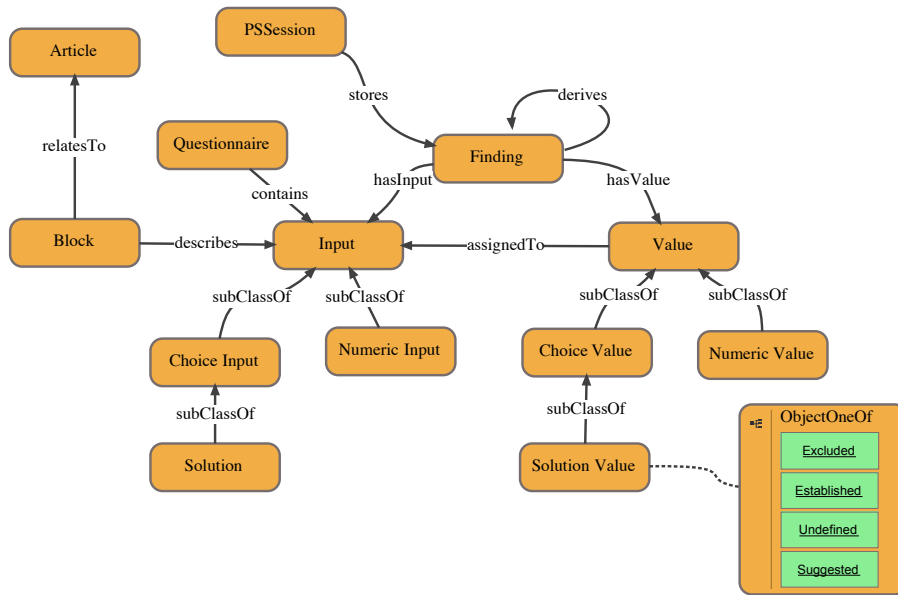 PSSession
Article
stores
derives
relatesTo
Questionnaire
Finding
hasInput
hasValue
contains
Block
describes
Input
assignedTo
Value
subClassOf
subClassOf
subClassOf
subClassOf
Choice Input
Numeric Input
Choice Value
Numeric Value
subClassOf
subClassOf
Solution
Solution Value
ObjectOneOf
Excluded
Established
Undefined
Suggested